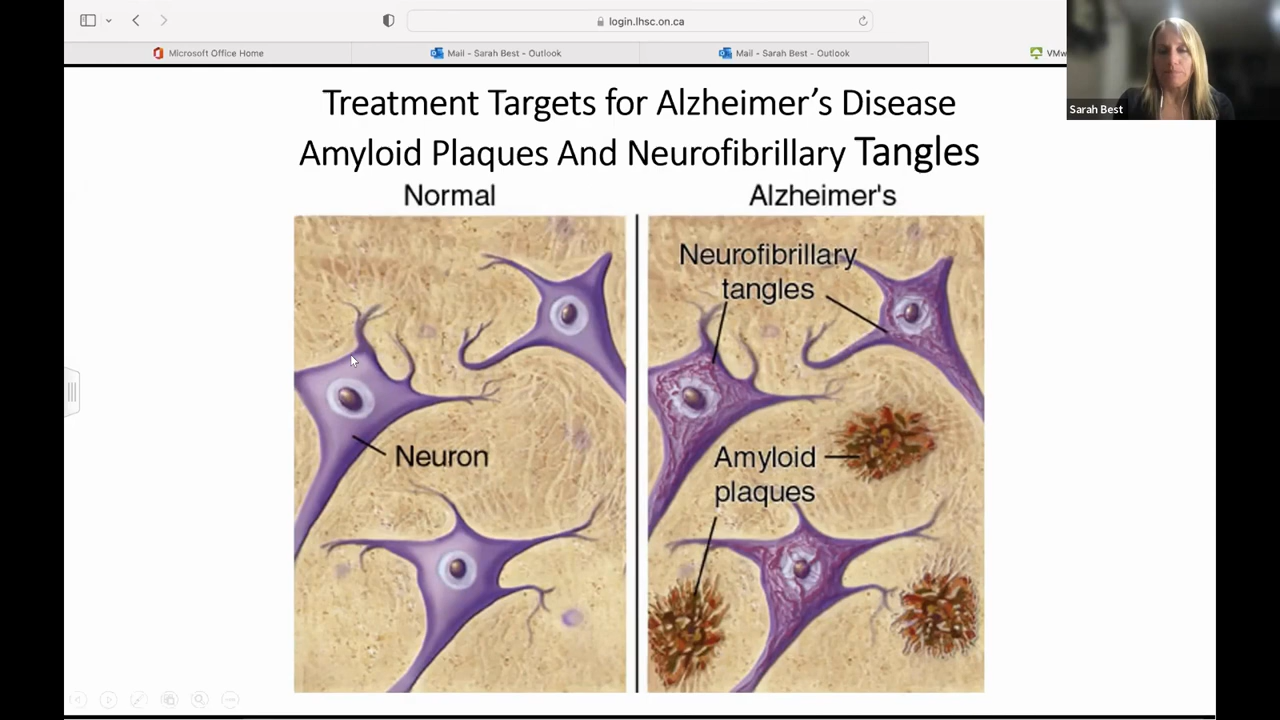 login.lhsc.on.ca
Microsoft Office Home
Mail - Sarah Best - Outlook
Mail - Sarah Best - Outlook
VMw
Sarah Best
Treatment Targets for Alzheimer’s Disease
Amyloid Plaques And Neurofibrillary Tangles
Normal
Alzheimer's
Neurofibrillary
tangles
Neuron
Amyloid
plaques